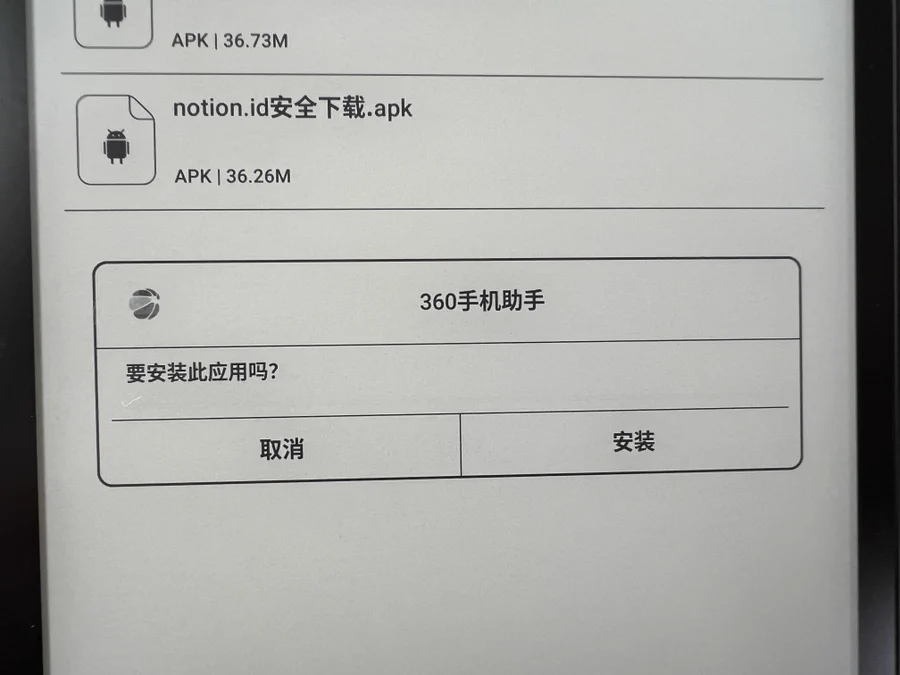 APK | 36.73M
notion.id安全下载.apk
APK | 36.26M
360手机助手
要安装此应用吗?
取消
安装